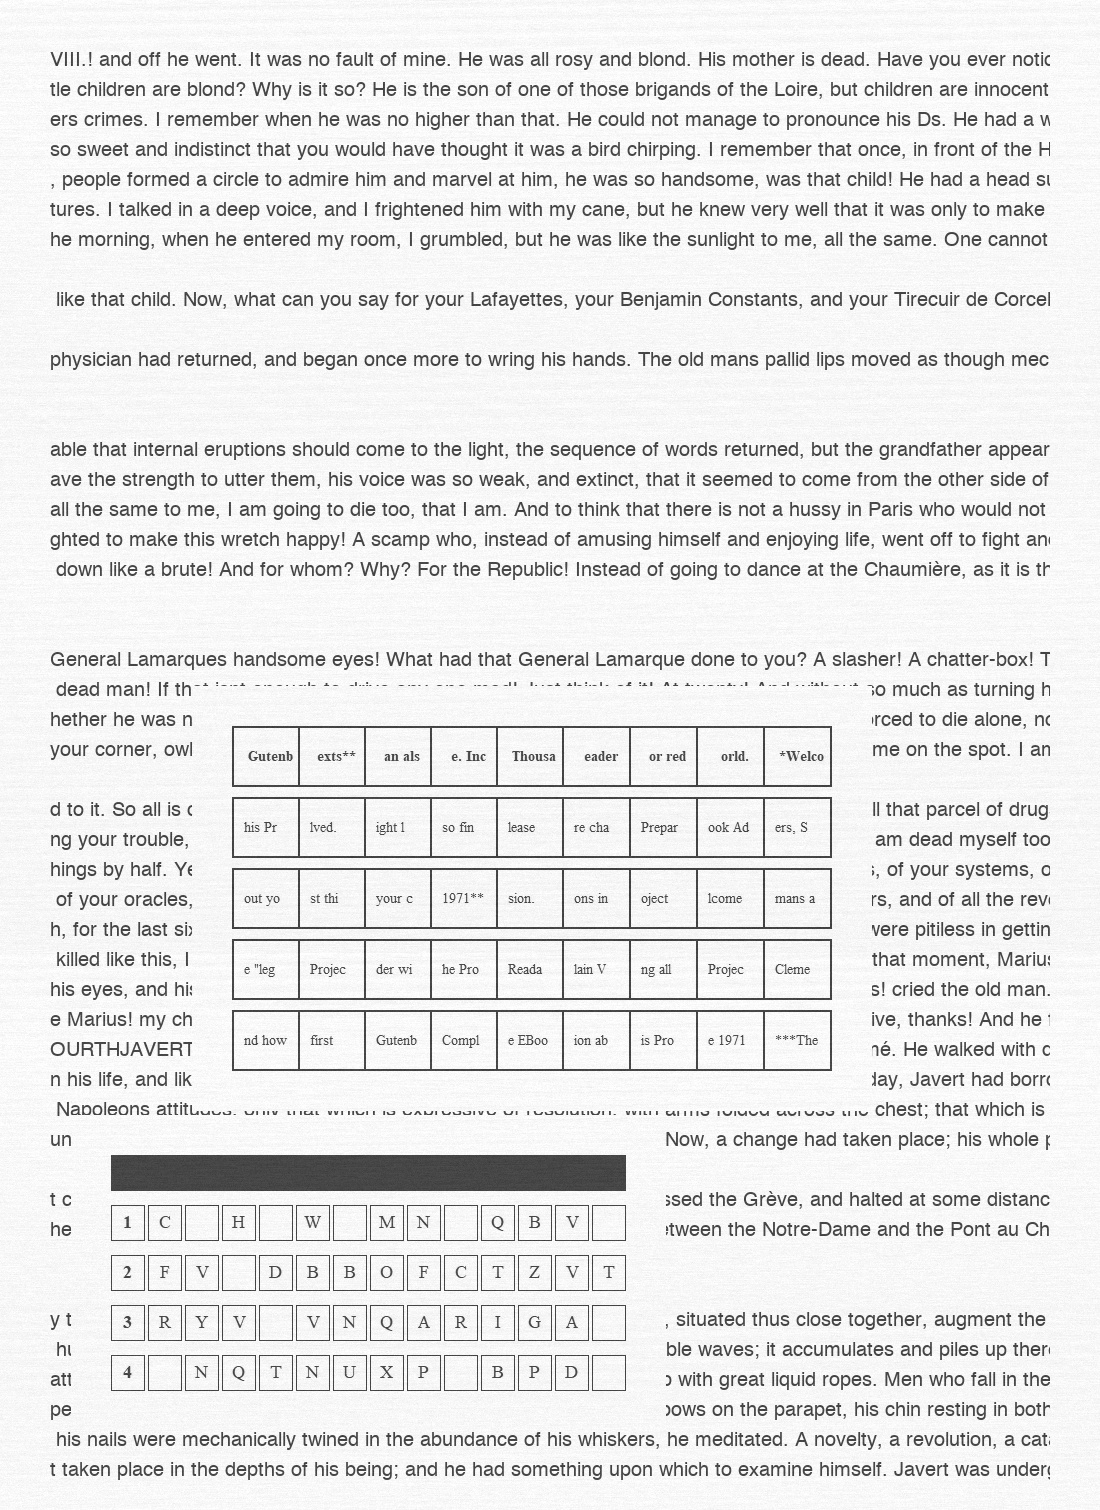 VIII.! and off he went. It was no fault of mine. He was all rosy and blond. His mother is dead. Have you ever notic
tle children are blond? Why is it so? He is the son of one of those brigands of the Loire, but children are innocent
ers crimes. I remember when he was no higher than that. He could not manage to pronounce his Ds. He had a w
so sweet and indistinct that you would have thought it was a bird chirping. I remember that once, in front of the H
, people formed a circle to admire him and marvel at him, he was so handsome, was that child! He had a head su
tures. I talked in a deep voice, and I frightened him with my cane, but he knew very well that it was only to make
he morning, when he entered my room, I grumbled, but he was like the sunlight to me, all the same. One cannot
like that child. Now, what can you say for your Lafayettes, your Benjamin Constants, and your Tirecuir de Corcel
physician had returned, and began once more to wring his hands. The old mans pallid lips moved as though mec
able that internal eruptions should come to the light, the sequence of words returned, but the grandfather appear
ave the strength to utter them, his voice was so weak, and extinct, that it seemed to come from the other side of
all the same to me, I am going to die too, that I am. And to think that there is not a hussy in Paris who would not
ghted to make this wretch happy! A scamp who, instead of amusing himself and enjoying life, went off to fight and
down like a brute! And for whom? Why? For the Republic! Instead of going to dance at the Chaumière, as it is th
General Lamarques handsome eyes! What had that General Lamarque done to you? A slasher! A chatter-box! T
dead man! If so much as turning h
hether he was n orced to die alone, no
your corner, owl me on the spot. I am
d to it. So all is ll that parcel of drug
ng your trouble, am dead myself too
hings by half. Ye , of your systems, o
of your oracles, rs, and of all the rev
h, for the last six were pitiless in gettin
killed like this, I that moment, Marius
his eyes, and his s! cried the old man.
e Marius! my ch ive, thanks! And he
OURTHJAVERT mé. He walked with
n his life, and lik day, Javert had borro
Napoleons attitudes, only that which is expressive of resolution, with arms folded across the chest; that which is
un Now, a change had taken place; his whole p
t c ssed the Grève, and halted at some distanc
he etween the Notre-Dame and the Pont au Ch
y t , situated thus close together, augment the
hu ble waves; it accumulates and piles up ther
att with great liquid ropes. Men who fall in the
pe bows on the parapet, his chin resting in both
his nails were mechanically twined in the abundance of his whiskers, he meditated. A novelty, a revolution, a cata
t taken place in the depths of his being; and he had something upon which to examine himself. Javert was underg
Gutenb exts** an als e. Inc Thousa eader or red orld. *Welco
his Pr lved. ight l so fin lease re cha Prepar ook Ad ers, S
out yo st thi your c 1971** sion. ons in oject lcome mans a
e "leg Projec der wi he Pro Reada lain V ng all Projec Cleme
nd how first Gutenb Compl e EBoo ion ab is Pro e 1971 ***The
1 C H W M N Q B V
2 F V D B B O F C T Z V T
3 R Y V V N Q A R I G A
4 N Q T N U X P B P D